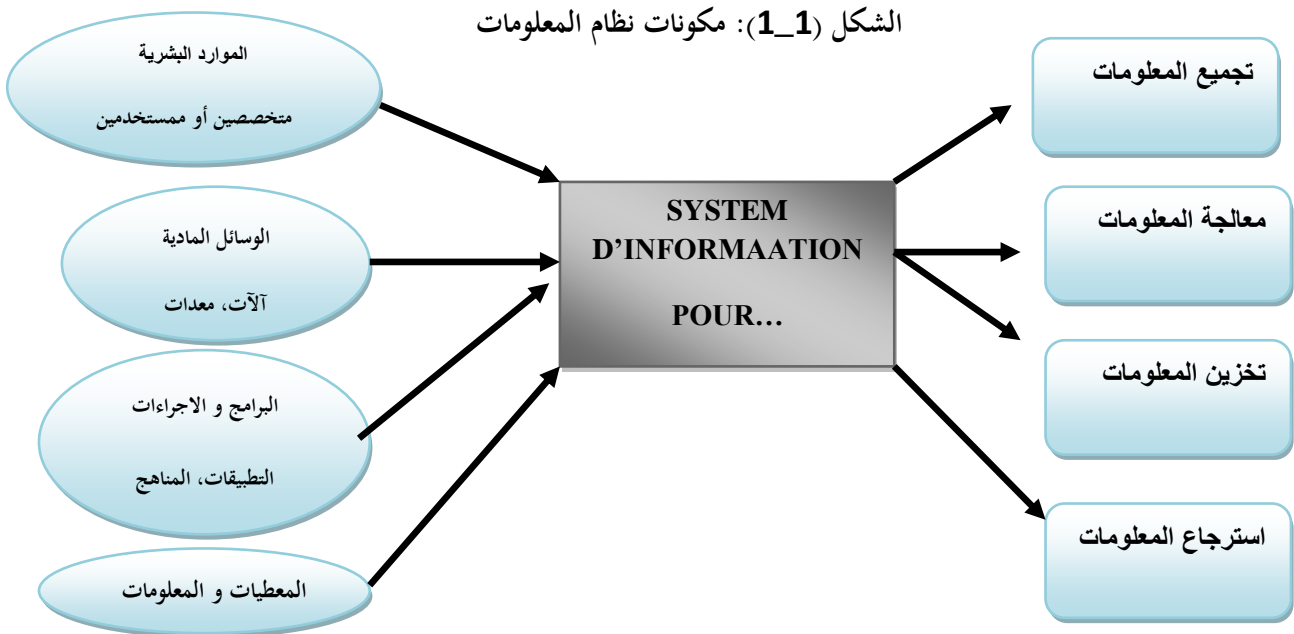 الشكل (1_1): مكونات نظام المعلومات
الموارد البشرية
متخصصين أو ممستخدمين
الوسائل المادية
آلآت، معدات
البرامج و الاجراءات
التطبيقات، المناهج
المعطيات و المعلومات
SYSTEM
D'INFORMAATION
POUR...
تجميع المعلومات
معالجة المعلومات
تخزين المعلومات
استرجاع المعلومات